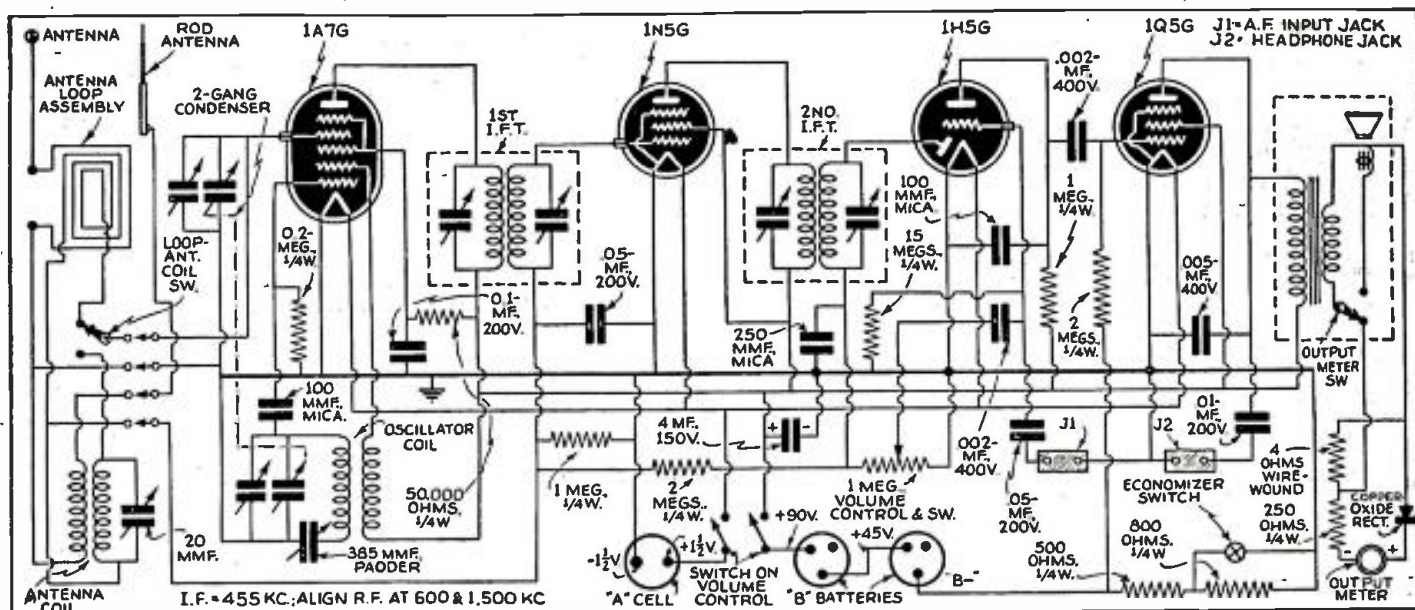 ANTENNA
ROD
ANTENNA
ANTENNA
LOOP
ASSEMBLY
2-GANG
CONDENSER
1A7G
1ST
I.F.T.
1N5G
2NO.
I.F.T.
1H5G
.002-
MF.,
400V.
1Q5G
J1=A.F. INPUT JACK
J2= HEADPHONE JACK
LOOP-
ANT.
COIL
SW.
0.2-
MEG.,
1/4W.
0.1-
MF.,
200V.
.05-
MF.,
200V.
250
MMF.,
MICA
100
MMF.,
MICA.
15
MEGS.,
1/4W.
1
MEG.,
1/4W.
2
MEGS.,
1/4W.
.005-
MF.,
400V.
OUTPUT
METER
SW
100
MMF.,
MICA.
OSCILLATOR
COIL
50,000
OHMS,
1/4W
385 MMF.
PADDER
20
MMF.
ANTENNA
COIL
I.F.=455 KC.; ALIGN R.F. AT 600 & 1,500 KC
1 MEG.,
1/4W.
4 MF.,
150V.
+ -
2
MEGS.,
1/4W.
1 MEG.
VOLUME
CONTROL & SW.
.002-
MF.,
400V.
.05-
MF.,
200V.
J1
J2
.01-
MF.,
200V.
-1½V
+1½V.
"A" CELL
SWITCH ON
VOLUME
CONTROL
+90V.
+45V.
"B" BATTERIES
B-"
500
OHMS.,
1/4W.
800
OHMS.
1/4W.
ECONOMIZER
SWITCH
4
OHMS
WIRE-
WOUND
250
OHMS.
1/4W.
COPPER-
OXIDE
RECT.
- +
OUTPUT
METER